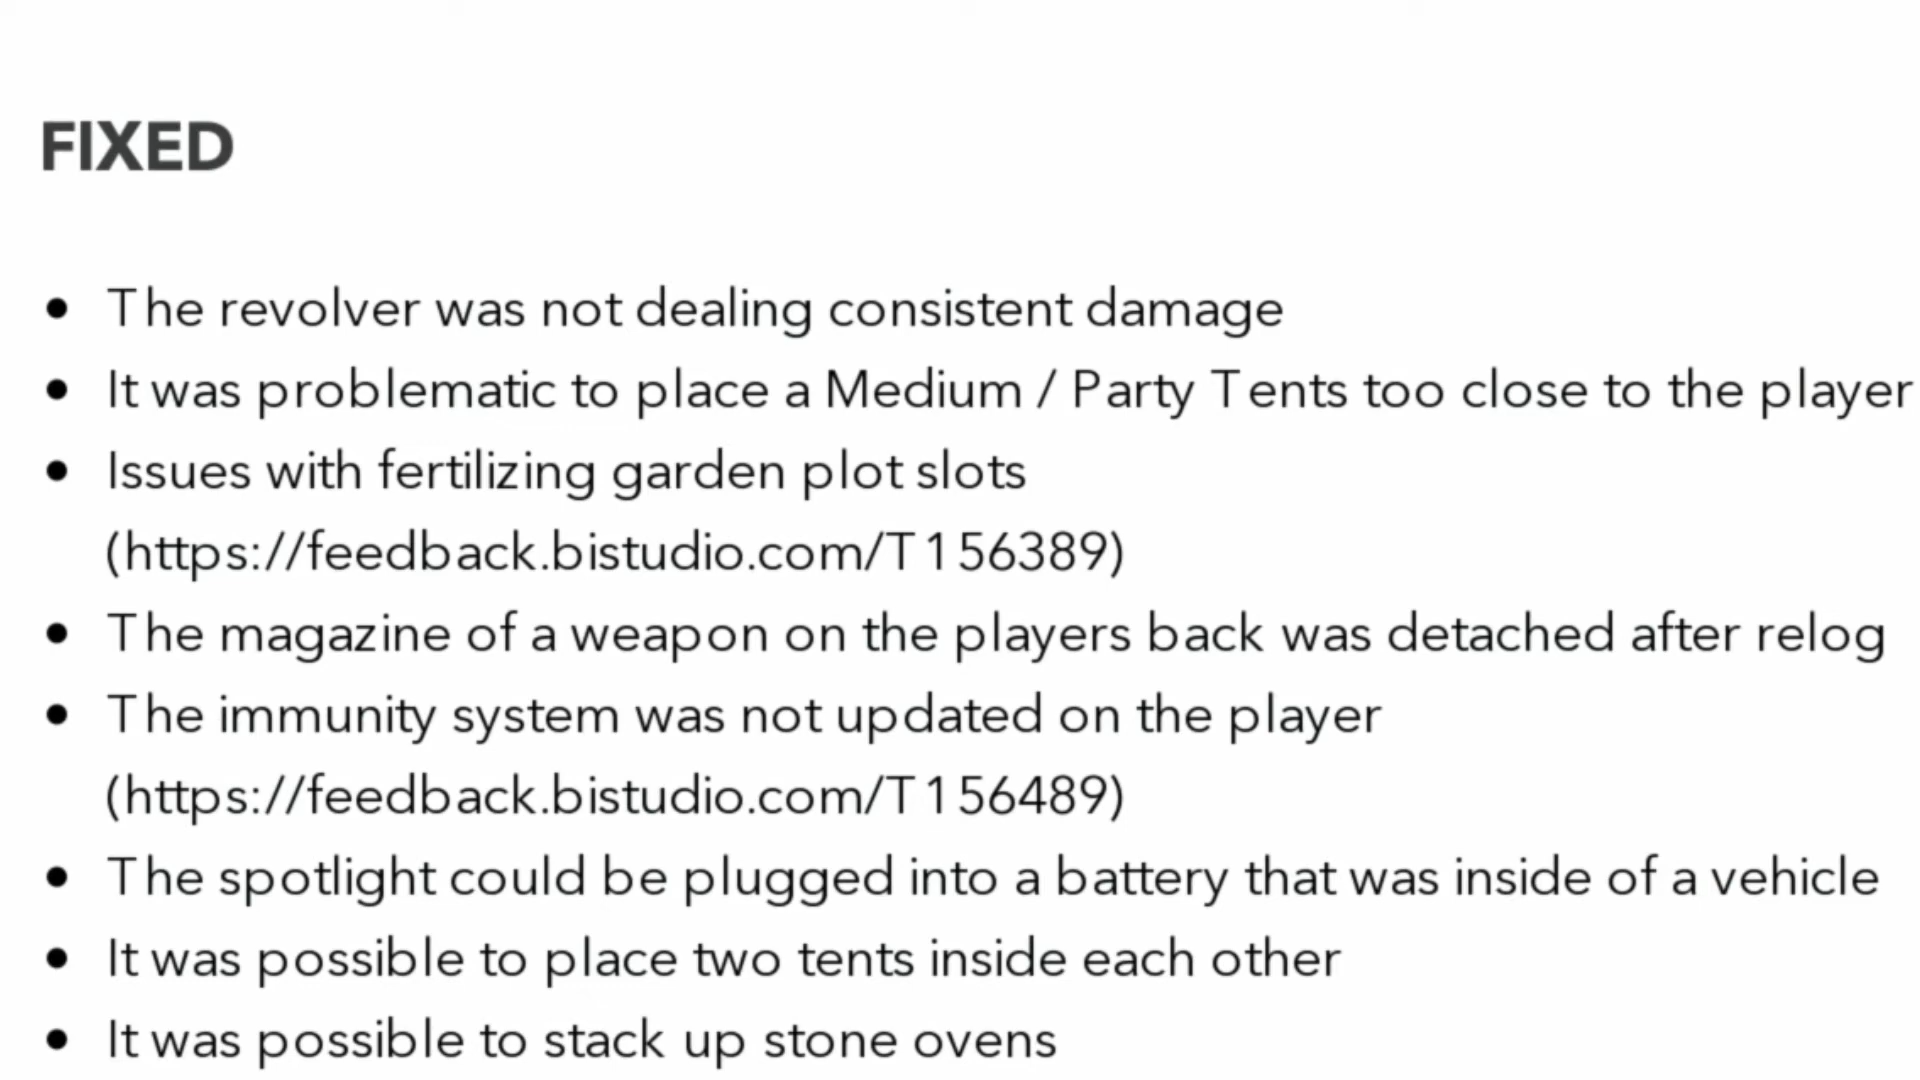 FIXED
• The revolver was not dealing consistent damage
• It was problematic to place a Medium / Party Tents too close to the player
• Issues with fertilizing garden plot slots
(https://feedback.bistudio.com/T156389)
• The magazine of a weapon on the players back was detached after relog
• The immunity system was not updated on the player
(https://feedback.bistudio.com/T156489)
• The spotlight could be plugged into a battery that was inside of a vehicle
• It was possible to place two tents inside each other
• It was possible to stack up stone ovens